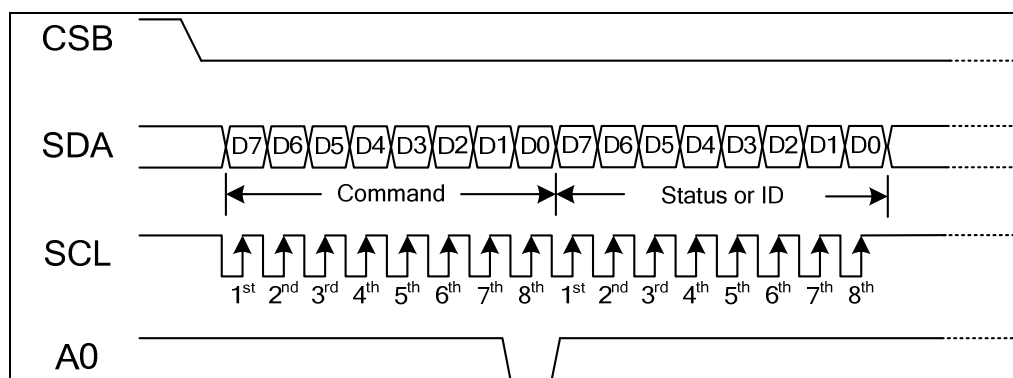 CSB
SDA D7 D6 D5 D4 D3 D2 D1 D0 D7 D6 D5 D4 D3 D2 D1 D0
Command Status or ID
SCL
1st 2nd 3rd 4th 5th 6th 7th 8th 1st 2nd 3rd 4th 5th 6th 7th 8th
A0